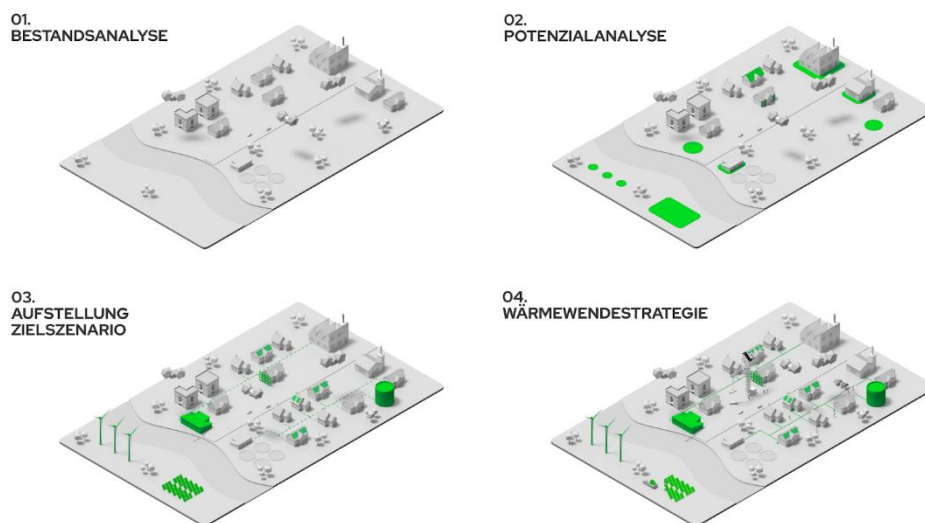 01.
BESTANDSANALYSE
02.
POTENZIALANALYSE
03.
AUFSTELLUNG
ZIELSZENARIO
04.
WÄRMEWENDESTRATEGIE